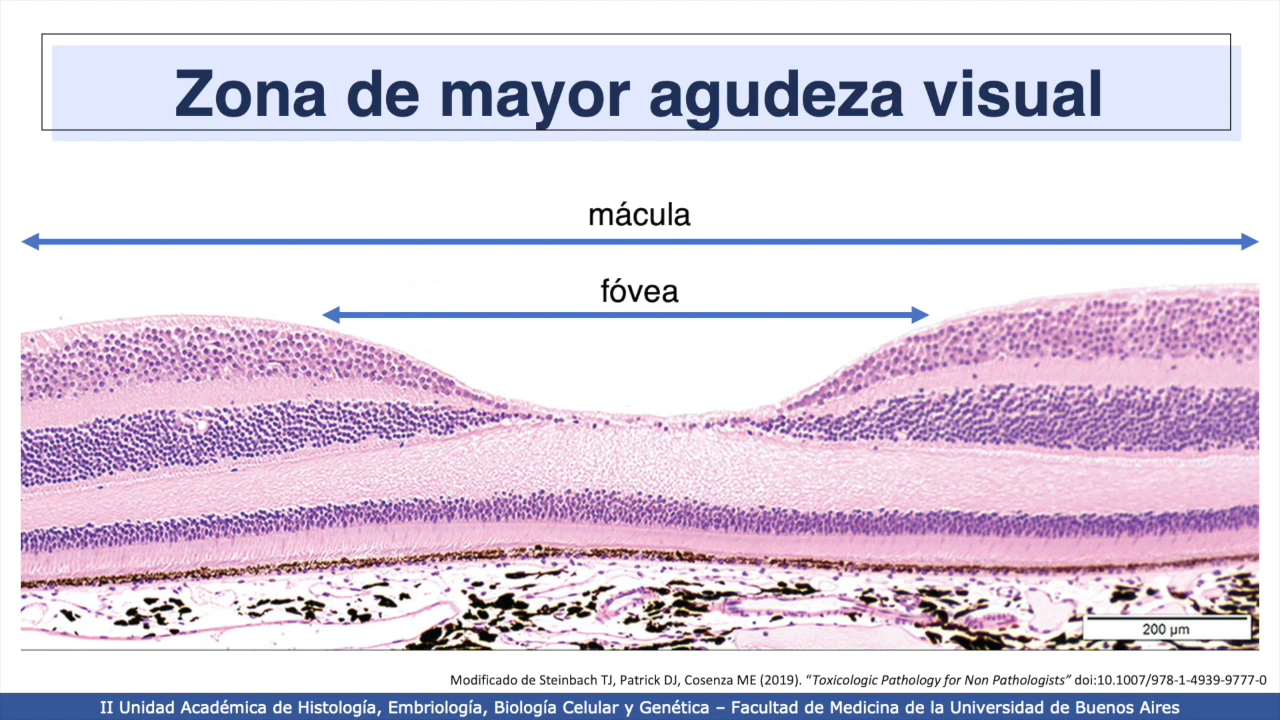 Zona de mayor agudeza visual
mácula
fóvea
200 µm
Modificado de Steinbach TJ, Patrick DJ, Cosenza ME (2019). “Toxicologic Pathology for Non Pathologists” doi:10.1007/978-1-4939-9777-0
II Unidad Académica de Histología, Embriología, Biología Celular y Genética – Facultad de Medicina de la Universidad de Buenos Aires